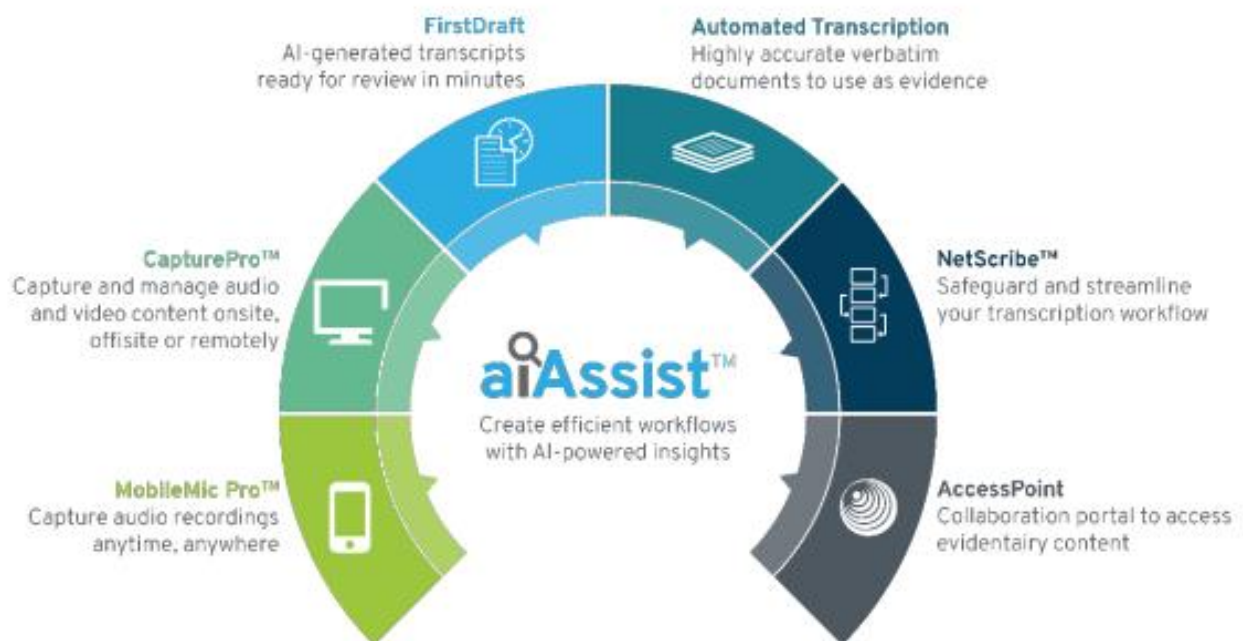 FirstDraft
AI-generated transcripts
ready for review in minutes
Automated Transcription
Highly accurate verbatim
documents to use as evidence
CapturePro™
Capture and manage audio
and video content onsite,
offisite or remotely
NetScribe™
Safeguard and streamline
your transcription workflow
aiAssist™
Create efficient workflows
with AI-powered insights
MobileMic Pro™
Capture audio recordings
anytime, anywhere
AccessPoint
Collaboration portal to access
evidentairy content